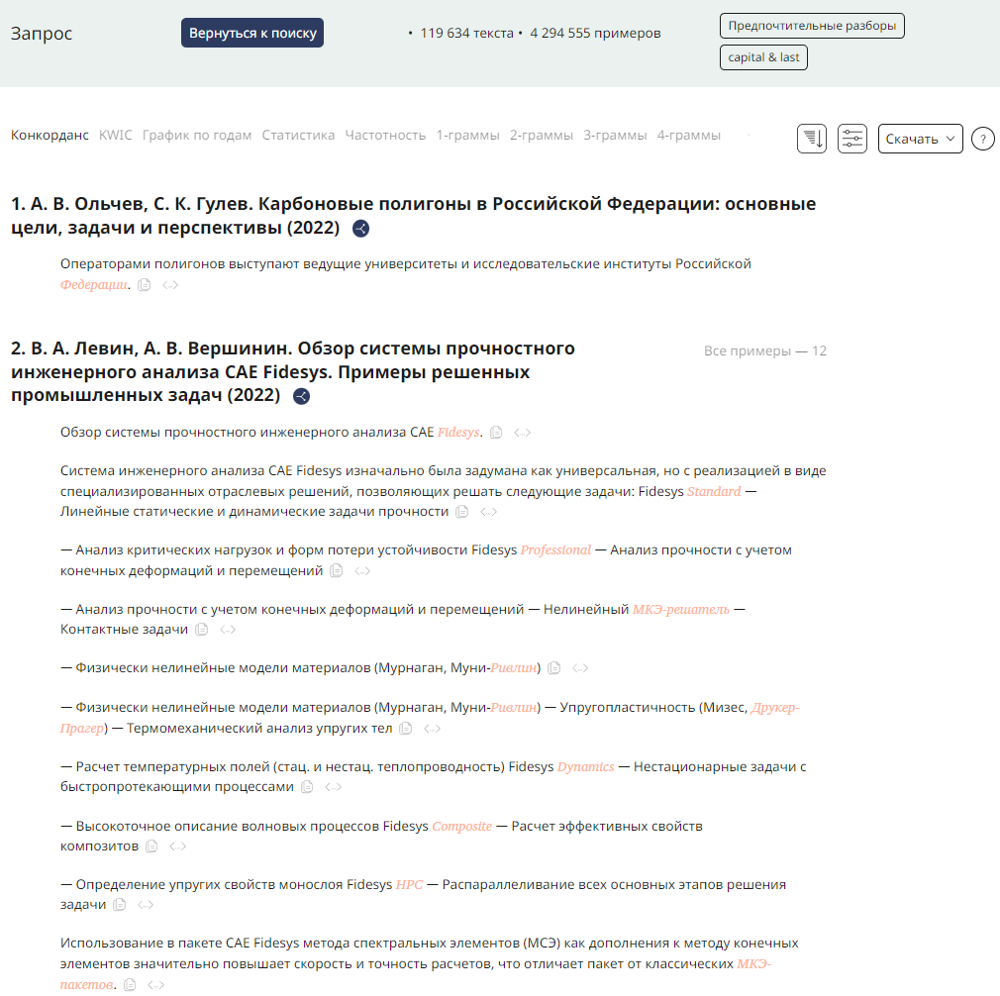 Запрос
Вернуться к поиску
• 119 634 текста • 4 294 555 примеров
Предпочтительные разборы
capital & last
Конкорданс KWIC График по годам Статистика Частотность 1-граммы 2-граммы 3-граммы 4-граммы
Скачать
?
1. А. В. Ольчев, С. К. Гулев. Карбоновые полигоны в Российской Федерации: основные
цели, задачи и перспективы (2022)
Операторами полигонов выступают ведущие университеты и исследовательские институты Российской
Федерации. <...>
2. В. А. Левин, А. В. Вершинин. Обзор системы прочностного
инженерного анализа CAE Fidesys. Примеры решенных
промышленных задач (2022)
Все примеры — 12
Обзор системы прочностного инженерного анализа CAE Fidesys. <...>
Система инженерного анализа CAE Fidesys изначально была задумана как универсальная, но с реализацией в виде
специализированных отраслевых решений, позволяющих решать следующие задачи: Fidesys Standard —
Линейные статические и динамические задачи прочности <...>
— Анализ критических нагрузок и форм потери устойчивости Fidesys Professional — Анализ прочности с учетом
конечных деформаций и перемещений <...>
— Анализ прочности с учетом конечных деформаций и перемещений — Нелинейный МКЭ-решатель —
Контактные задачи <...>
— Физически нелинейные модели материалов (Мурнаган, Муни-Ривлин) <...>
— Физически нелинейные модели материалов (Мурнаган, Муни-Ривлин) — Упругопластичность (Мизес, Друкер-
Прагер) — Термомеханический анализ упругих тел <...>
— Расчет температурных полей (стац. и нестац. теплопроводность) Fidesys Dynamics — Нестационарные задачи с
быстропротекающими процессами <...>
— Высокоточное описание волновых процессов Fidesys Composite — Расчет эффективных свойств
композитов <...>
— Определение упругих свойств монослоя Fidesys HPC — Распараллеливание всех основных этапов решения
задачи <...>
Использование в пакете CAE Fidesys метода спектральных элементов (МСЭ) как дополнения к методу конечных
элементов значительно повышает скорость и точность расчетов, что отличает пакет от классических МКЭ-
пакетов. <...>